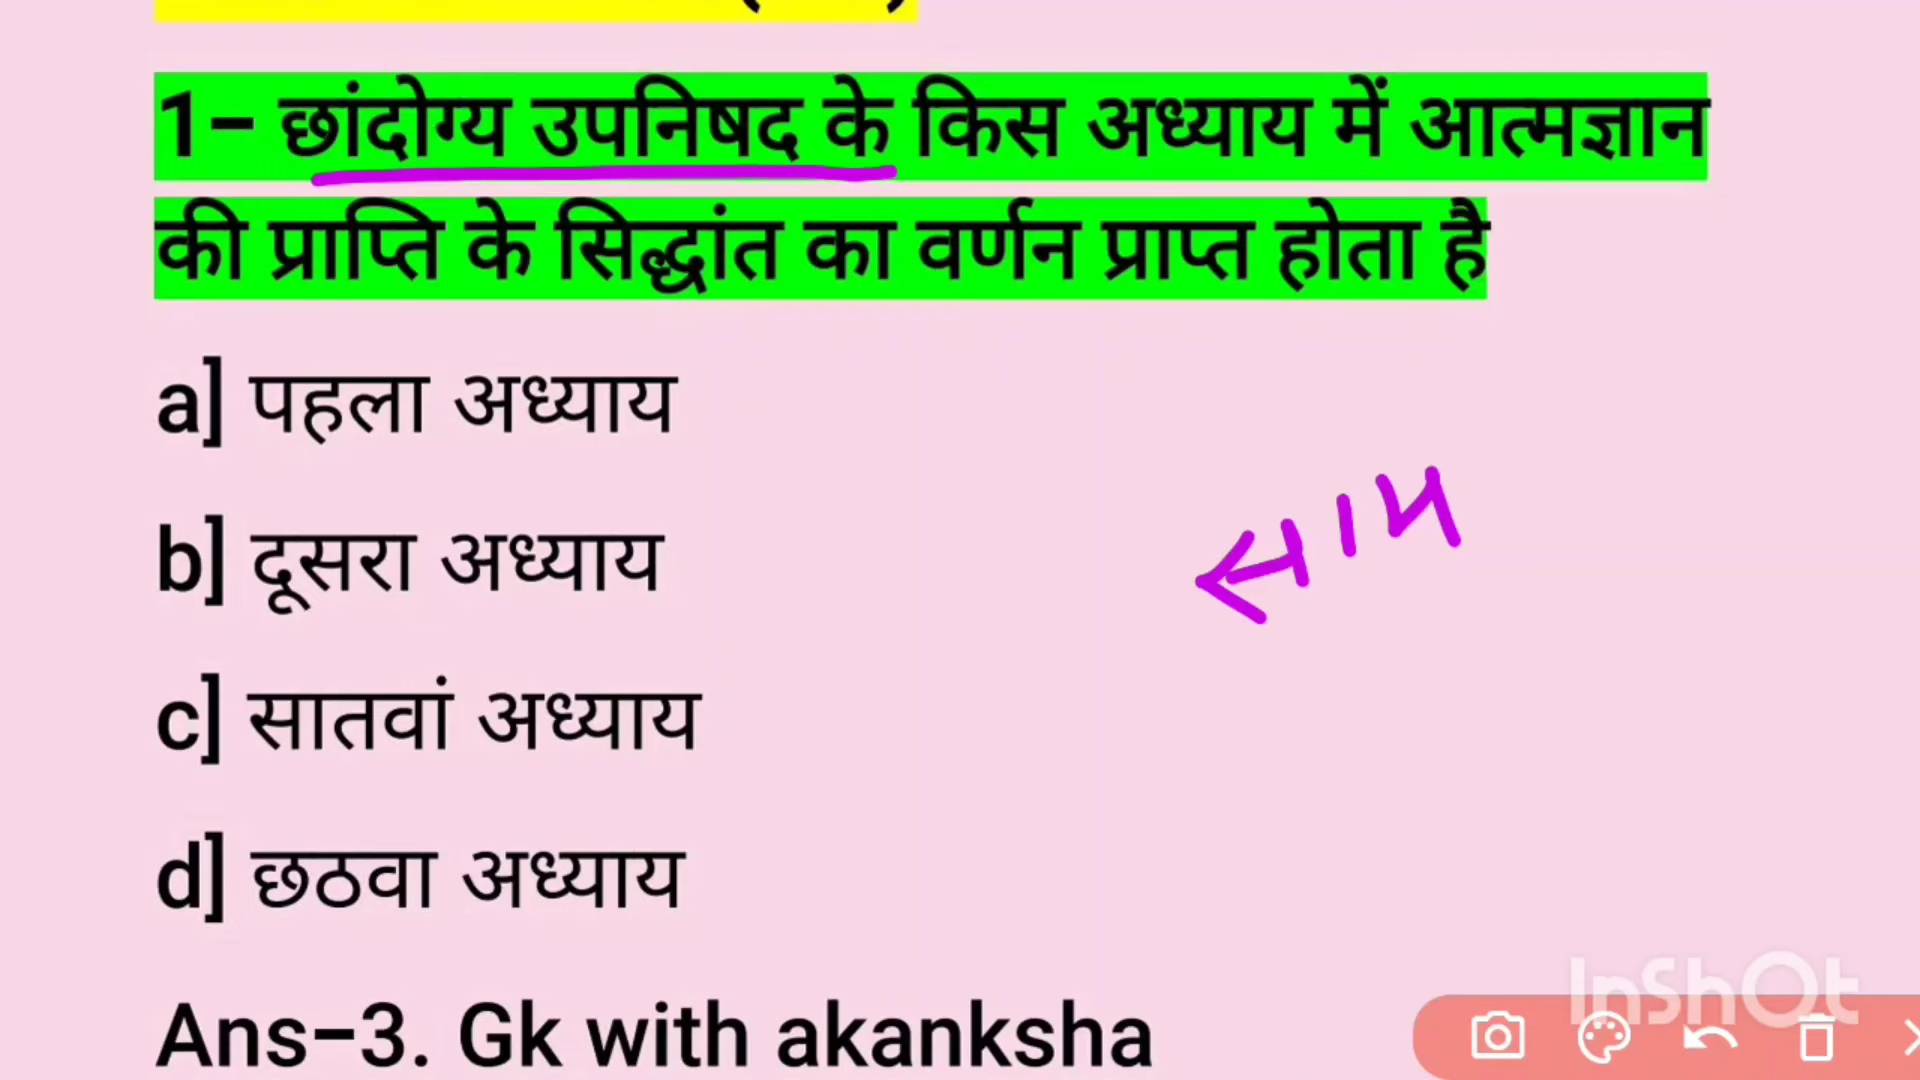 1– छांदोग्य उपनिषद के किस अध्याय में आत्मज्ञान
की प्राप्ति के सिद्धांत का वर्णन प्राप्त होता है
a] पहला अध्याय
b] दूसरा अध्याय
साम
c] सातवां अध्याय
d] छठवा अध्याय
InShOt
Ans–3. Gk with akanksha